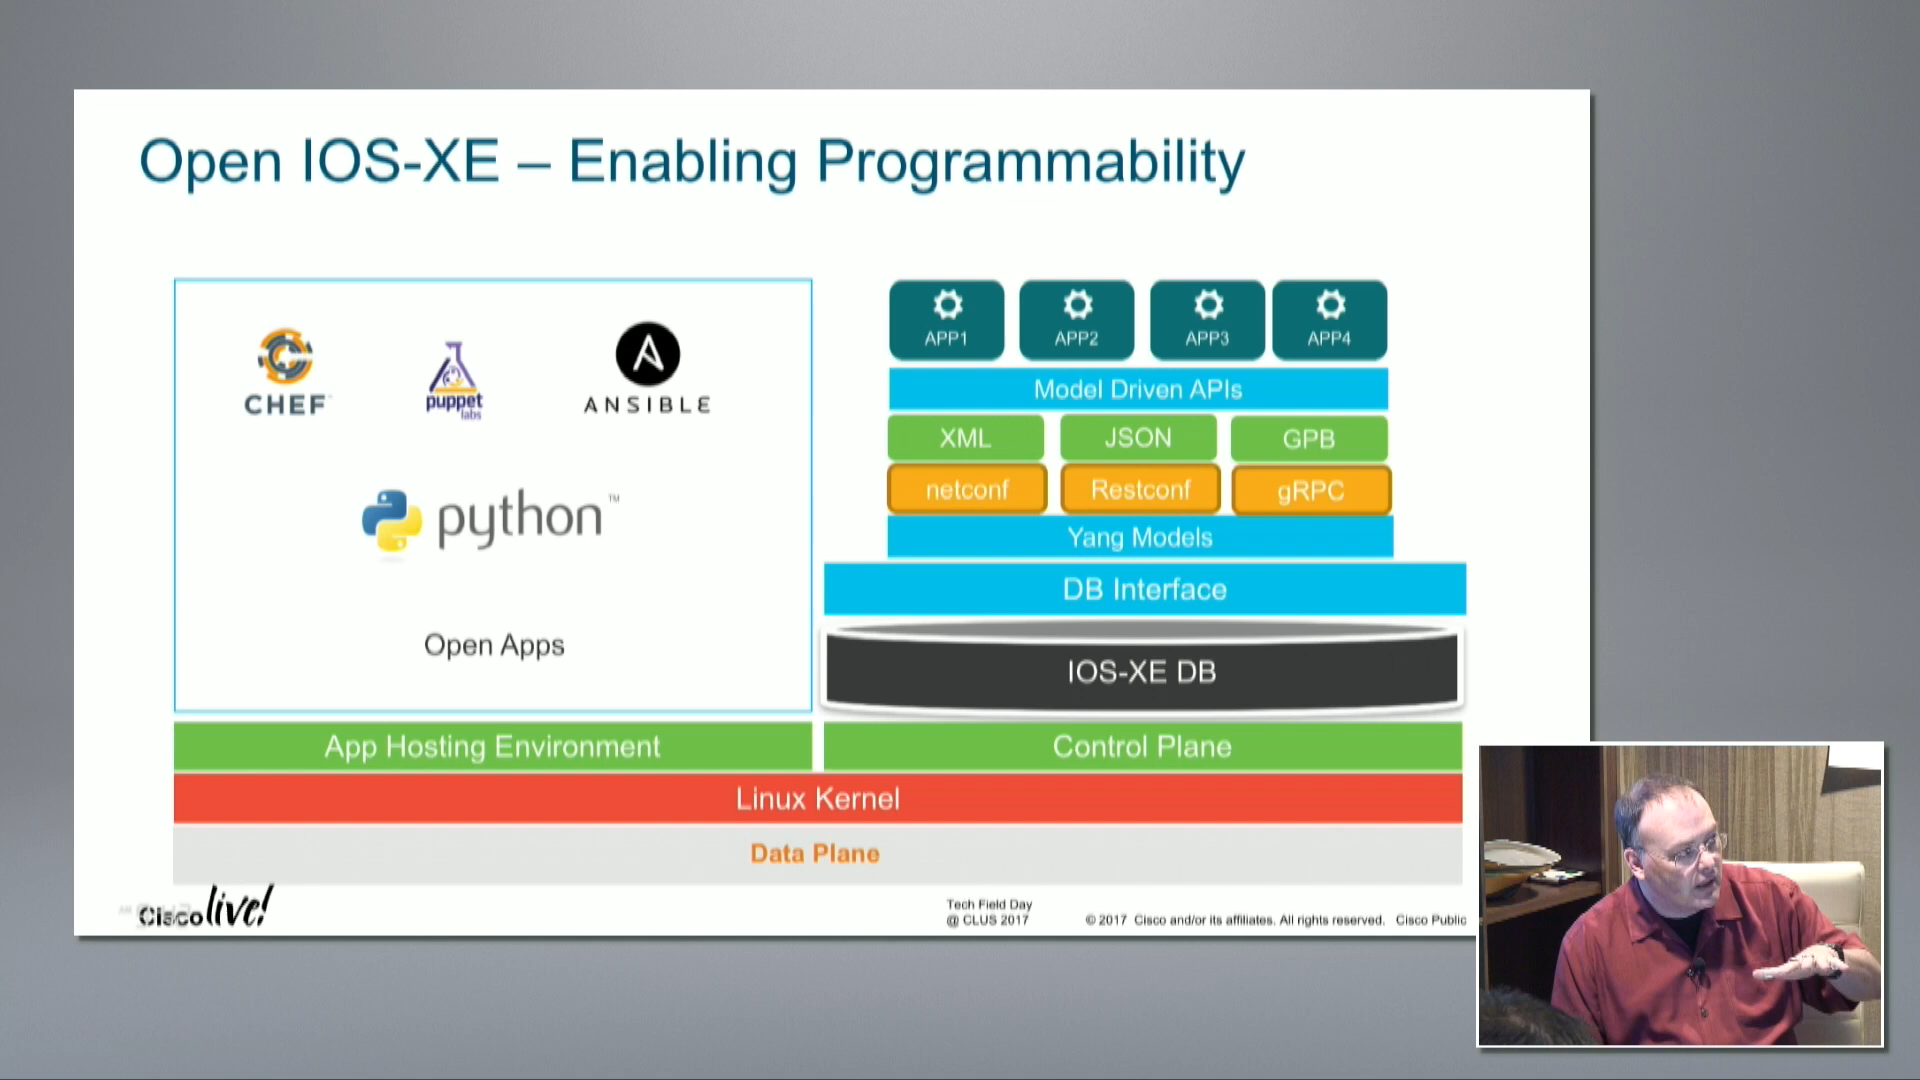 Open IOS-XE – Enabling Programmability
CHEF
puppet
labs
ANSIBLE
python™
Open Apps
APP1
APP2
APP3
APP4
Model Driven APIs
XML
JSON
GPB
netconf
Restconf
gRPC
Yang Models
DB Interface
IOS-XE DB
App Hosting Environment
Control Plane
Linux Kernel
Data Plane
Cisco live!
Tech Field Day
@ CLUS 2017
© 2017 Cisco and/or its affiliates. All rights reserved. Cisco Public